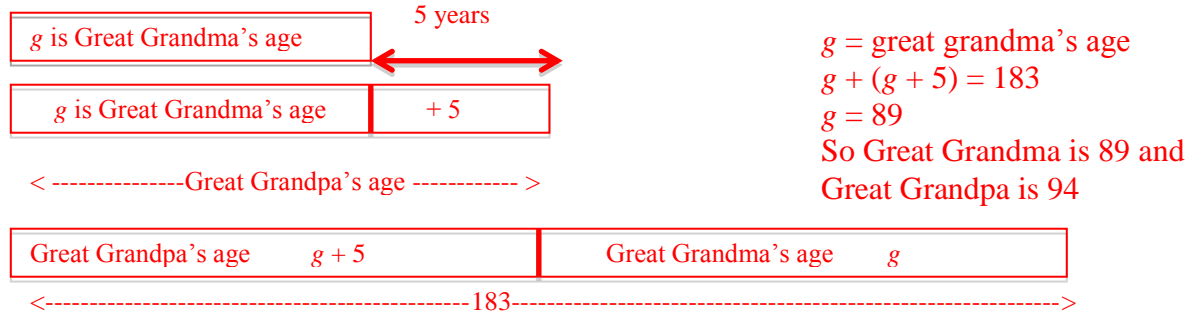 5 years
g is Great Grandma’s age
g is Great Grandma’s age + 5
< ---------------Great Grandpa’s age ------------ >
g = great grandma’s age
g + (g + 5) = 183
g = 89
So Great Grandma is 89 and
Great Grandpa is 94
Great Grandpa’s age g + 5 Great Grandma’s age g
<--------------------------------------------183--------------------------------------------------------->